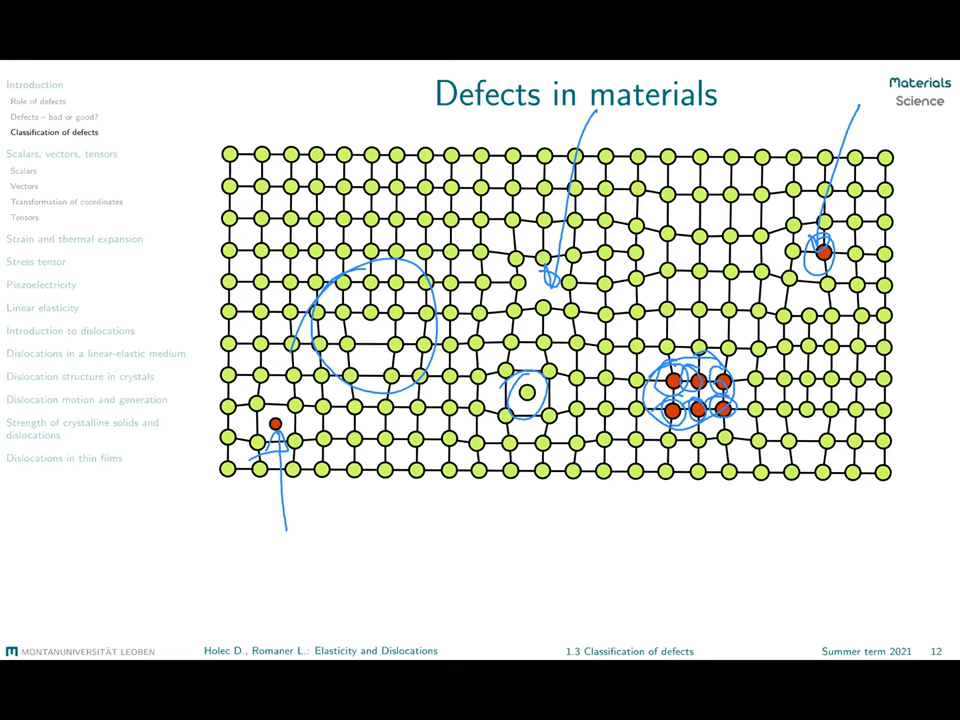 Defects in materials
Materials
Science
Introduction
Role of defects
Defects – bad or good?
Classification of defects
Scalars, vectors, tensors
Scalars
Vectors
Transformation of coordinates
Tensors
Strain and thermal expansion
Stress tensor
Piezoelectricity
Linear elasticity
Introduction to dislocations
Dislocations in a linear-elastic medium
Dislocation structure in crystals
Dislocation motion and generation
Strength of crystalline solids and
dislocations
Dislocations in thin films
MONTANUNIVERSITÄT LEOBEN
Holec D., Romaner L.: Elasticity and Dislocations
1.3 Classification of defects
Summer term 2021 12